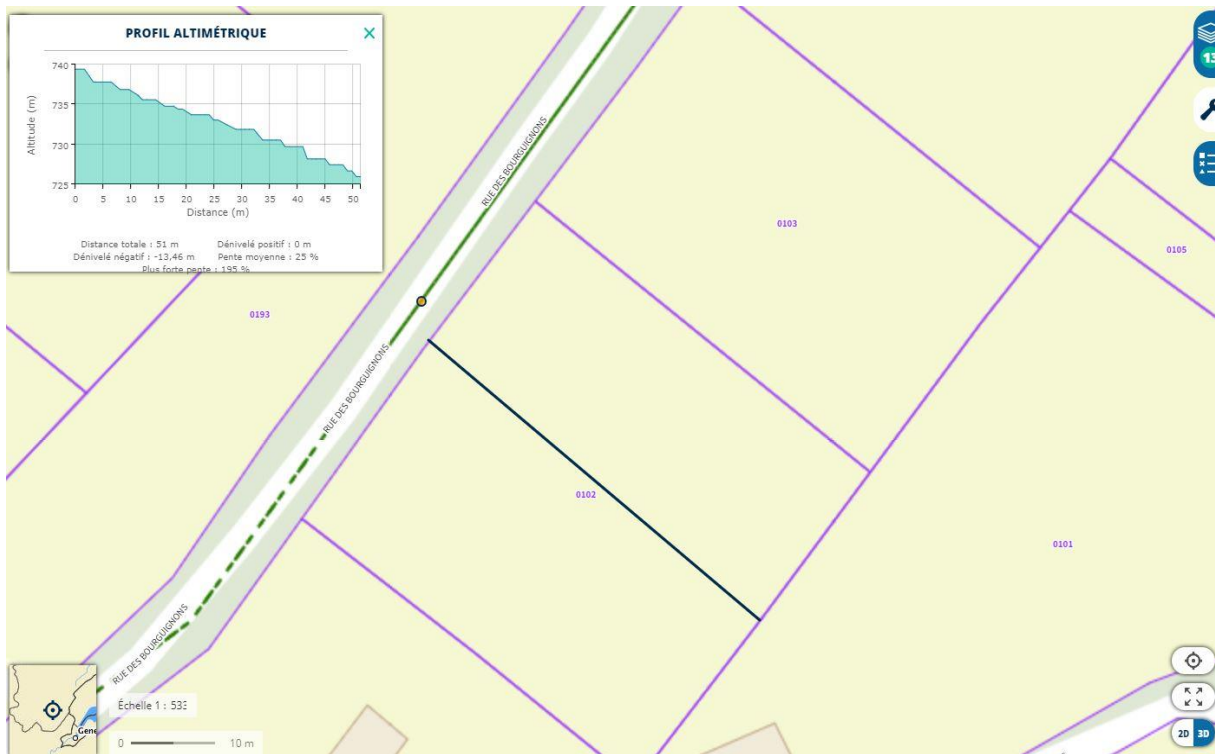 PROFIL ALTIMÉTRIQUE
740
735
730
725
Altitude (m)
0 5 10 15 20 25 30 35 40 45 50
Distance (m)
Distance totale : 51 m Dénivelé positif : 0 m
Dénivelé négatif : -13,46 m Pente moyenne : 25 %
Plus forte pente : 195 %
13
RUE DES BOURGUIGNONS
0103
0105
0193
RUE DES BOURGUIGNONS
0102
0101
RUE DES BOURGUIGNONS
Gene
Échelle 1 : 533
0 10 m
2D 3D